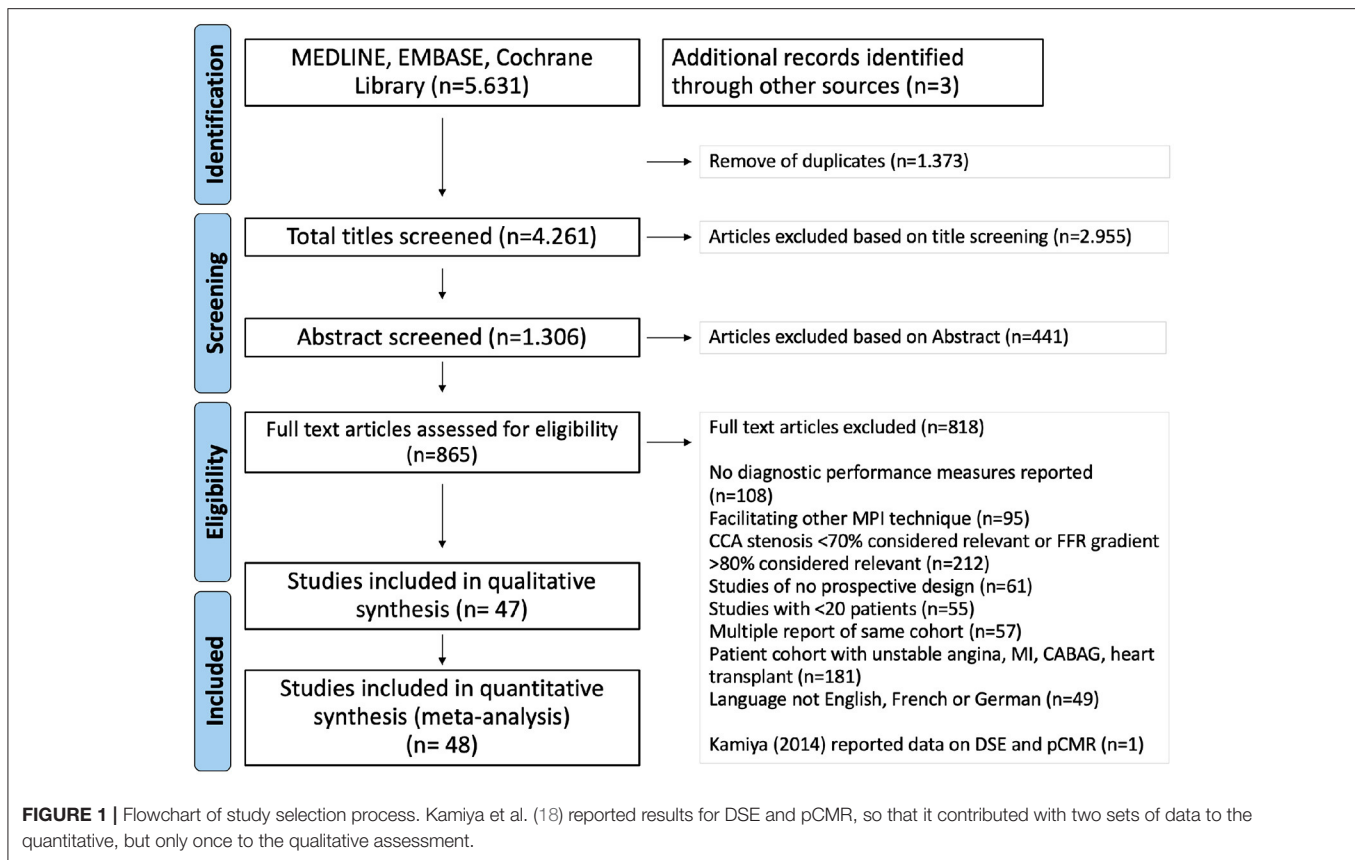 Identification
MEDLINE, EMBASE, Cochrane
Library (n=5.631)
Additional records identified
through other sources (n=3)
Remove of duplicates (n=1.373)
Screening
Total titles screened (n=4.261)
Articles excluded based on title screening (n=2.955)
Abstract screened (n=1.306)
Articles excluded based on Abstract (n=441)
Eligibility
Full text articles assessed for eligibility
(n=865)
Full text articles excluded (n=818)
No diagnostic performance measures reported
(n=108)
Facilitating other MPI technique (n=95)
CCA stenosis <70% considered relevant or FFR gradient
>80% considered relevant (n=212)
Studies of no prospective design (n=61)
Studies with <20 patients (n=55)
Multiple report of same cohort (n=57)
Patient cohort with unstable angina, MI, CABAG, heart
transplant (n=181)
Language not English, French or German (n=49)
Kamiya (2014) reported data on DSE and pCMR (n=1)
Studies included in qualitative
synthesis (n= 47)
Included
Studies included in quantitative
synthesis (meta-analysis)
(n= 48)
FIGURE 1 | Flowchart of study selection process. Kamiya et al. (18) reported results for DSE and pCMR, so that it contributed with two sets of data to the
quantitative, but only once to the qualitative assessment.